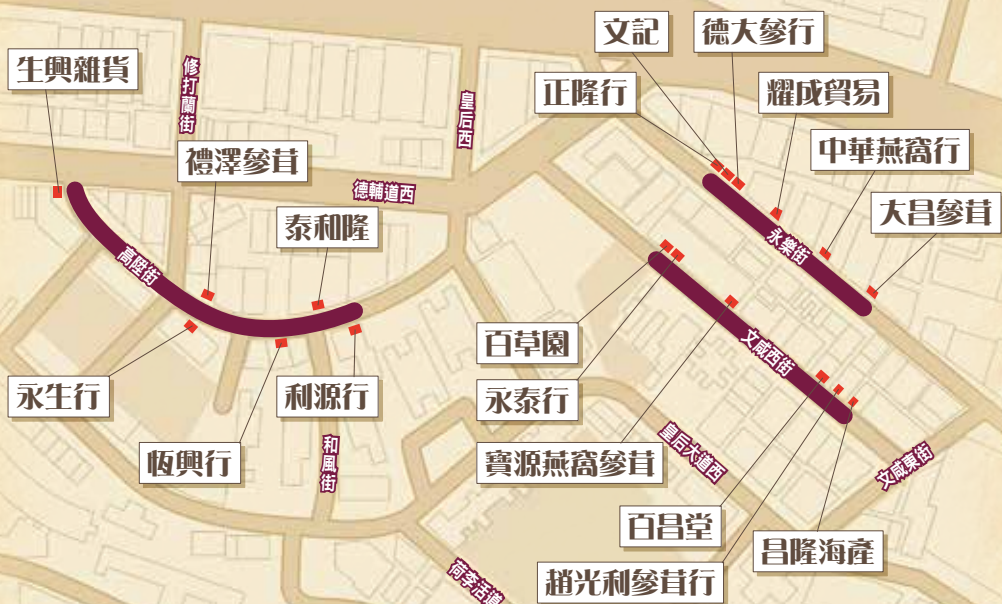 文記
德大參行
生興雜貨
修打蘭街
皇后西
正隆行
耀成貿易
中華燕窩行
禮澤參茸
德輔道西
大昌參茸
泰和隆
永樂街
高陞街
百草園
文咸西街
永生行
利源行
永泰行
恆興行
和風街
寶源燕窩參茸
皇后大道西
文咸東街
百昌堂
昌隆海產
趙光利參茸行
荷李活道